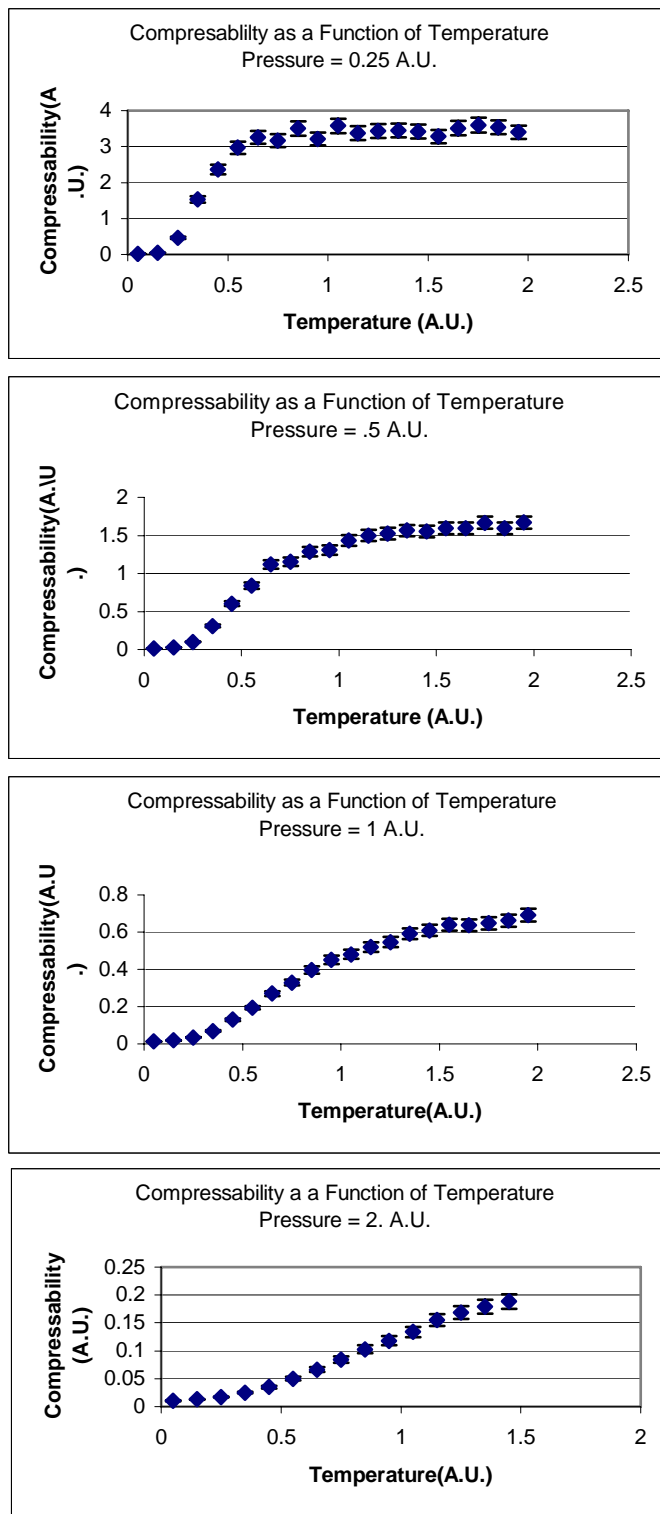 Compresablilty as a Function of Temperature
Pressure = 0.25 A.U.
Compressability(A
.U.)
4
3
2
1
0
0 0.5 1 1.5 2 2.5
Temperature (A.U.)
Compressability as a Function of Temperature
Pressure = .5 A.U.
Compressability(A.\U
.)
2
1.5
1
0.5
0
0 0.5 1 1.5 2 2.5
Temperature (A.U.)
Compressability as a Function of Temperature
Pressure = 1 A.U.
Compressability(A.U
.)
0.8
0.6
0.4
0.2
0
0 0.5 1 1.5 2 2.5
Temperature(A.U.)
Compressability a a Function of Temperature
Pressure = 2. A.U.
Compressability
(A.U.)
0.25
0.2
0.15
0.1
0.05
0
0 0.5 1 1.5 2
Temperature(A.U.)